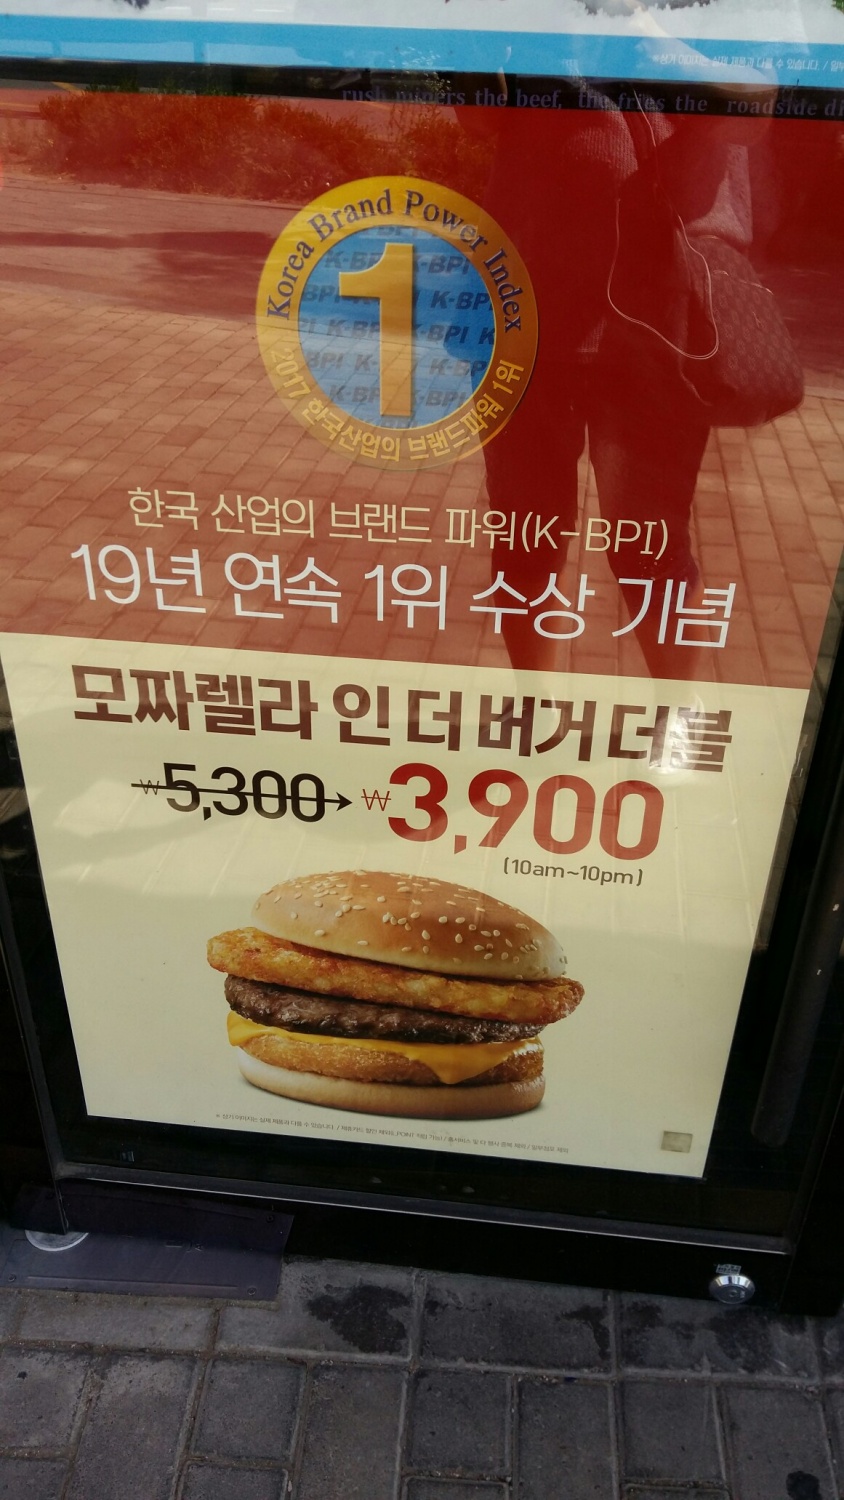 rush miners the beef, the fries the roadside
Korea Brand Power Index
1
K-BPI
2017 한국산업의 브랜드파워 1위
한국 산업의 브랜드 파워(K-BPI)
19년 연속 1위 수상 기념
모짜렐라 인 더 버거 더블
₩5,300 → ₩3,900
(10am~10pm)